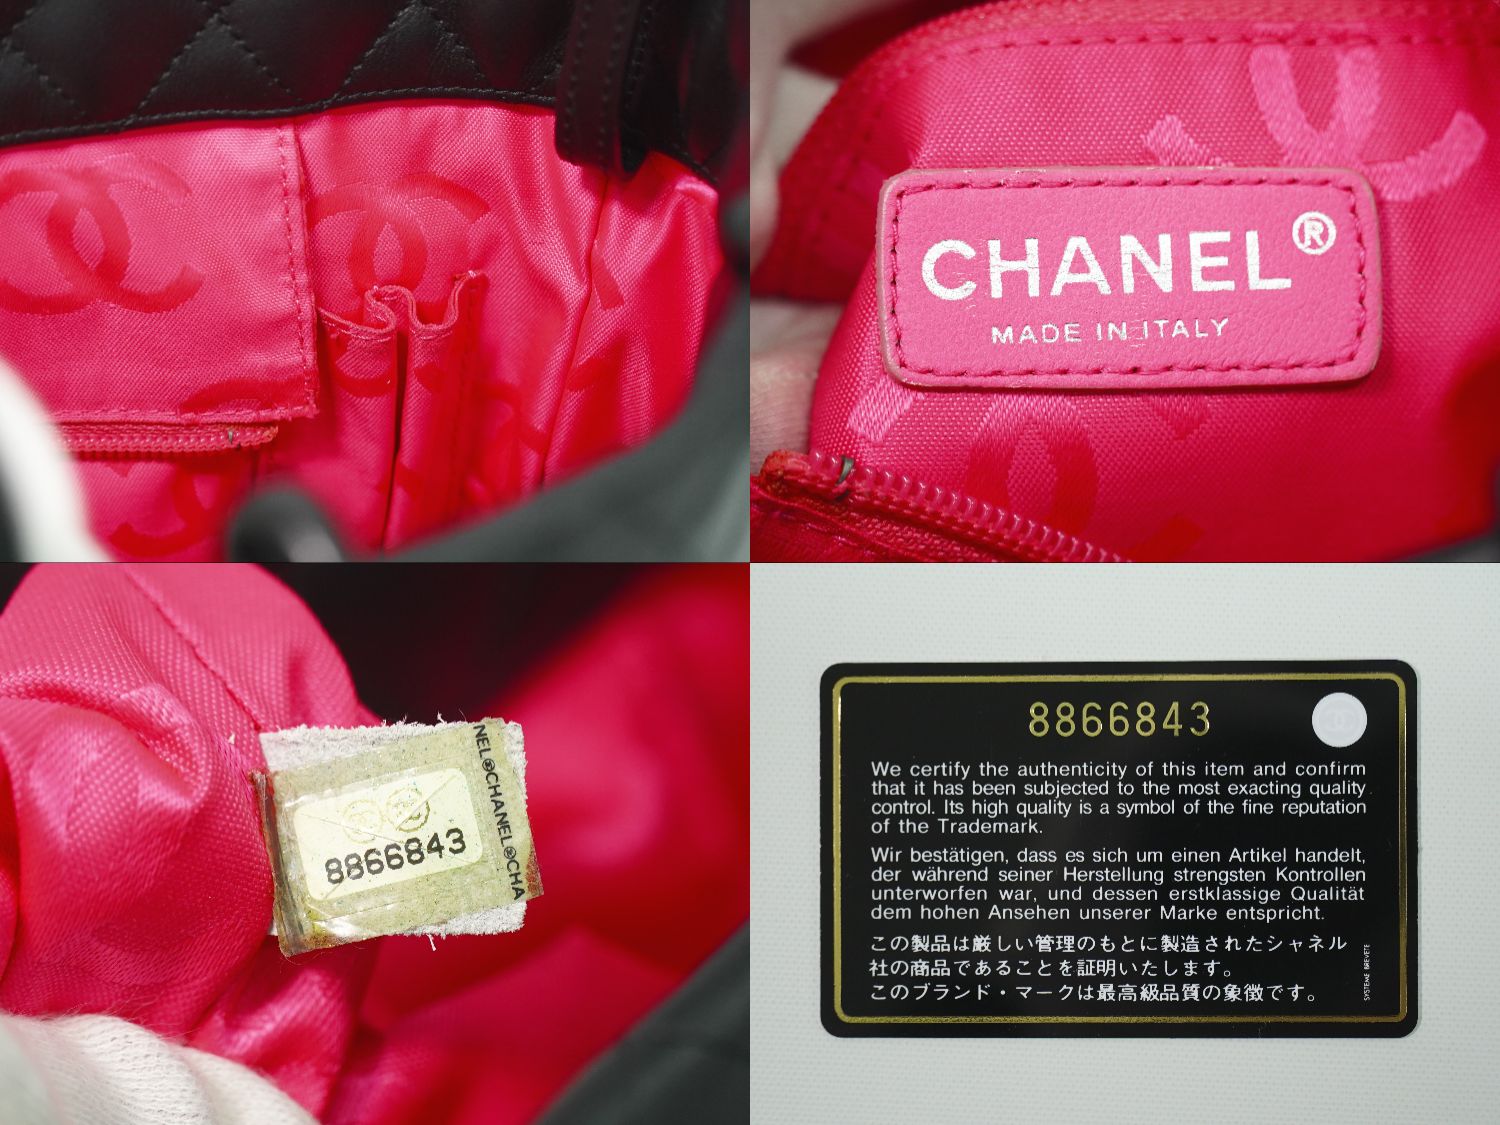 CHANEL®
MADE IN ITALY
NEL®CHANEL®CHA
8866843
8866843
We certify the authenticity of this item and confirm
that it has been subjected to the most exacting quality
control. Its high quality is a symbol of the fine reputation
of the Trademark.
Wir bestätigen, dass es sich um einen Artikel handelt,
der während seiner Herstellung strengsten Kontrollen
unterworfen war, und dessen erstklassige Qualität
dem hohen Ansehen unserer Marke entspricht.
この製品は厳しい管理のもとに製造されたシャネル
社の商品であることを証明いたします。
このブランド・マークは最高級品質の象徴です。
SYSTEME BREVETE